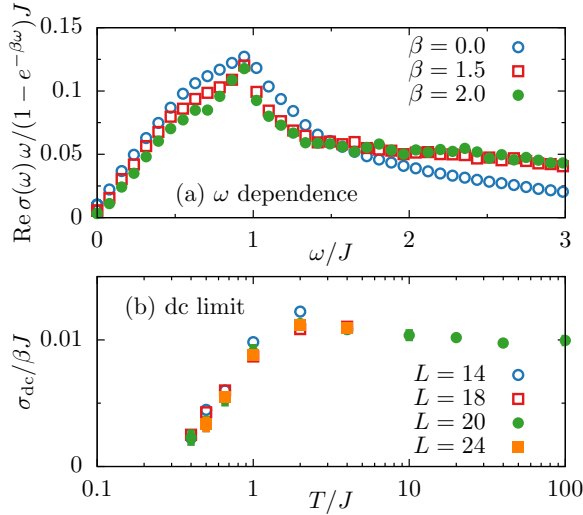 Re σ(ω) ω/(1 − e^{−βω})J
0.15
0.10
0.05
0
β = 0.0
β = 1.5
β = 2.0
(a) ω dependence
0 1 2 3
ω/J
σ_dc/βJ
0.01
0
(b) dc limit
L = 14
L = 18
L = 20
L = 24
0.1 1 10 100
T/J